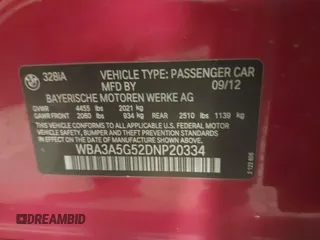 BMW
328iA
VEHICLE TYPE: PASSENGER CAR
MFD BY 09/12
BAYERISCHE MOTOREN WERKE AG
GVWR 4455 lbs 2021 kg
GAWR FRONT 2060 lbs 934 kg REAR 2510 lbs 1139 kg
THIS VEHICLE CONFORMS TO ALL APPLICABLE FEDERAL
MOTOR VEHICLE SAFETY, BUMPER, AND THEFT PREVENTION
STANDARDS IN EFFECT ON THE DATE OF MANUFACTURE SHOWN ABOVE.
WBA3A5G52DNP20334
DREAMBID